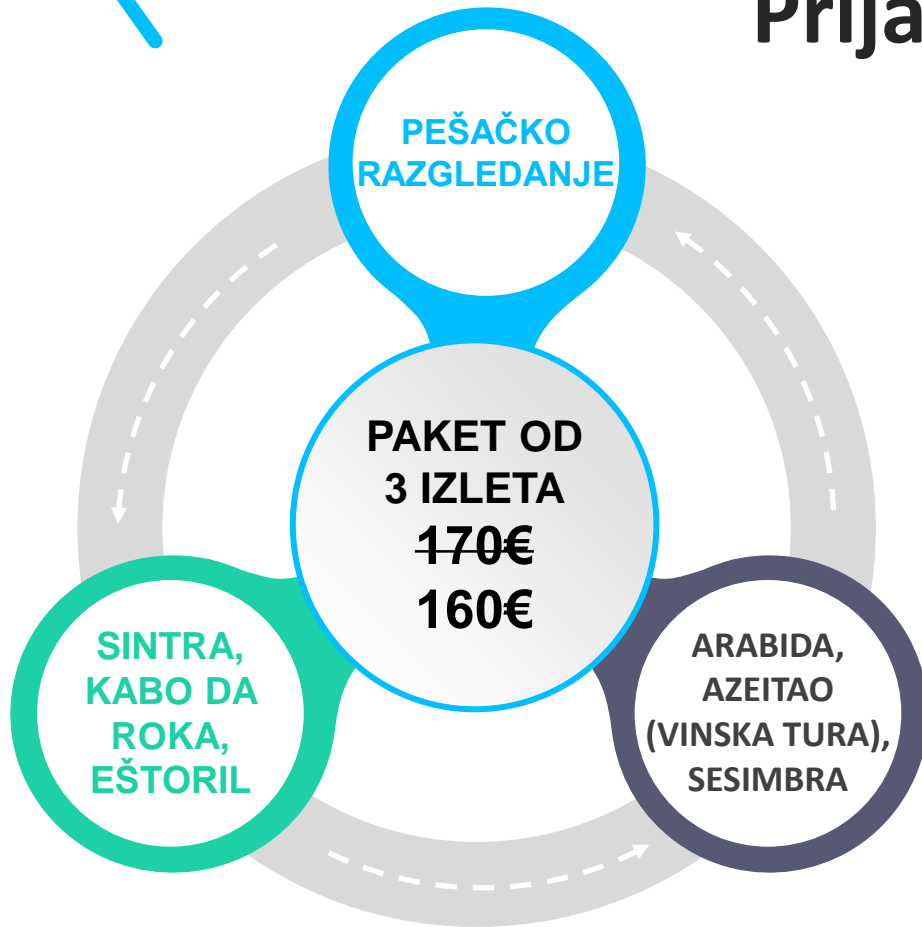 Prija
PEŠAČKO
RAZGLEDANJE
PAKET OD
3 IZLETA
170€
160€
SINTRA,
KABO DA
ROKA,
EŠTORIL
ARABIDA,
AZEITAO
(VINSKA TURA),
SESIMBRA